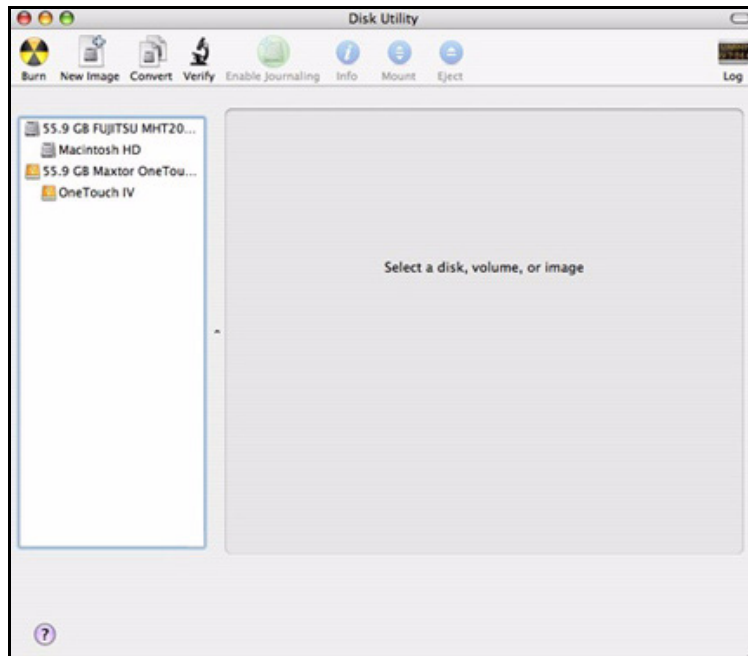 Disk Utility
Burn New Image Convert Verify Enable Journaling Info Mount Eject Log
55.9 GB FUJITSU MHT20...
Macintosh HD
55.9 GB Maxtor OneTou...
OneTouch IV
Select a disk, volume, or image
?